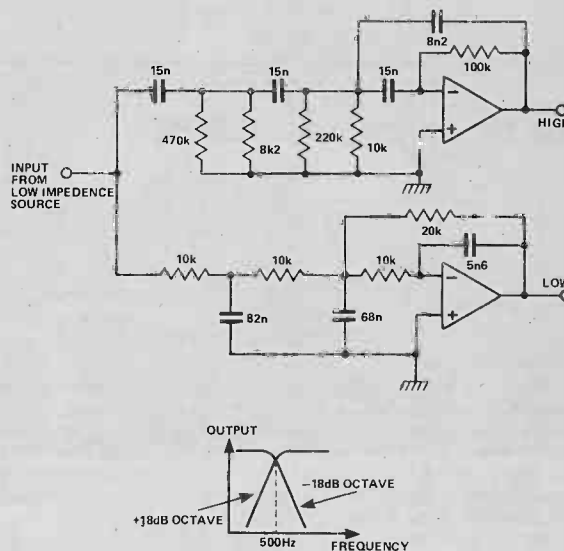 8n2
100k
15n
15n
15n
470k
8k2
220k
10k
HIGH
INPUT
FROM
LOW IMPEDENCE
SOURCE
20k
10k
10k
10k
5n6
82n
68n
LOW
OUTPUT
+18dB OCTAVE
−18dB OCTAVE
500Hz
FREQUENCY